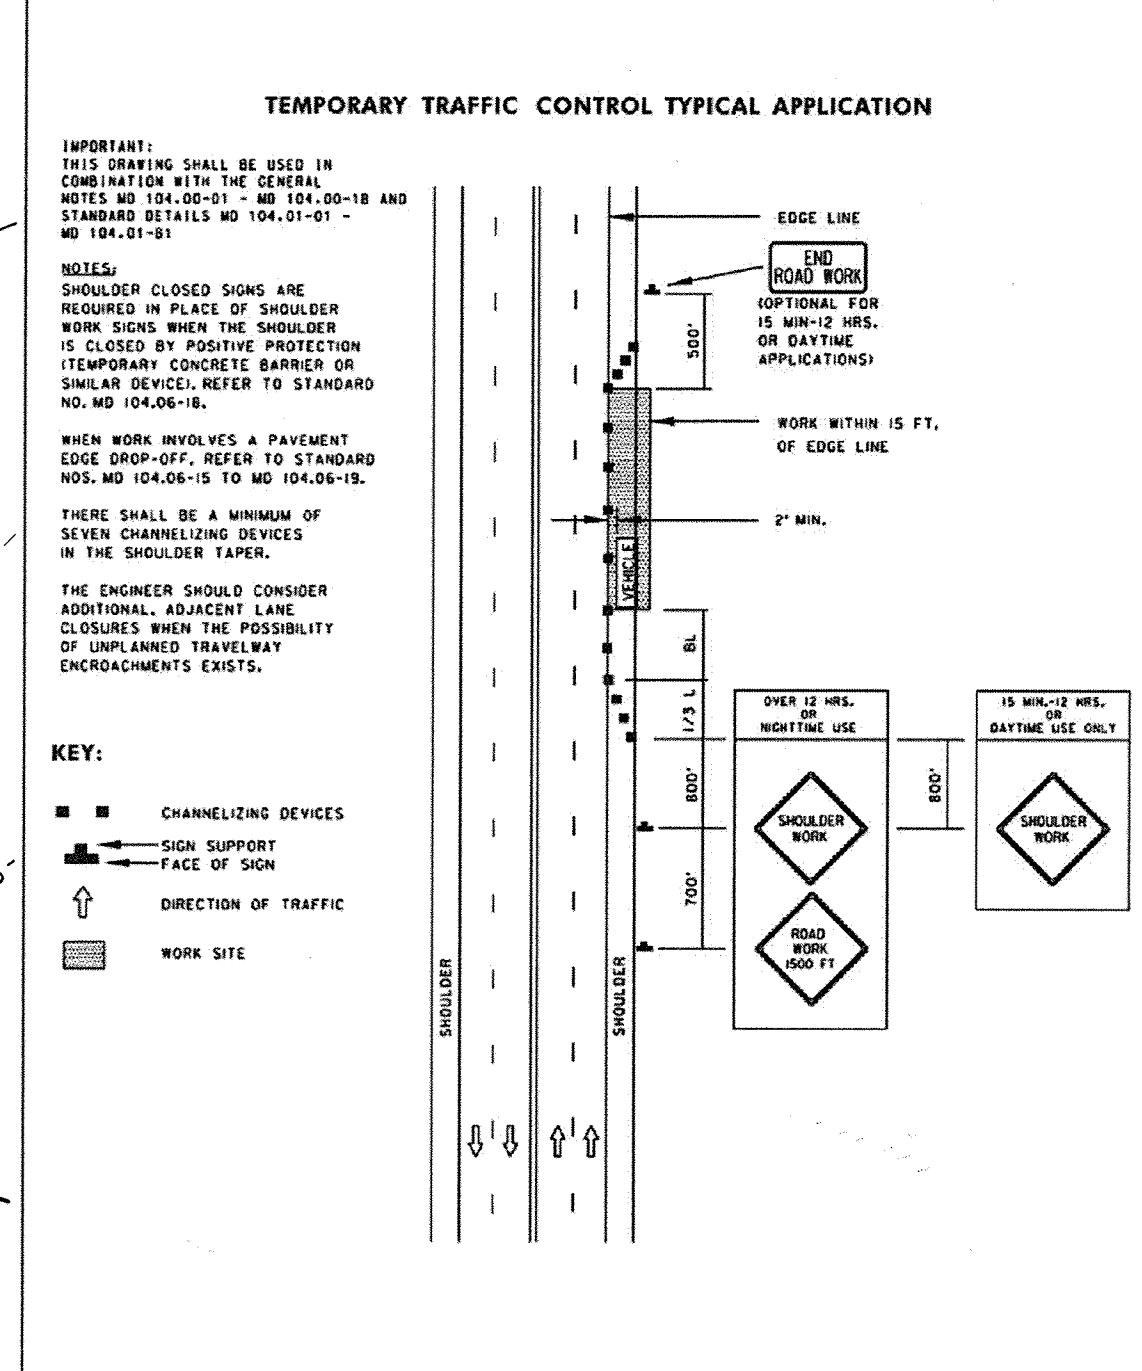 TEMPORARY TRAFFIC CONTROL TYPICAL APPLICATION
IMPORTANT:
THIS DRAWING SHALL BE USED IN
COMBINATION WITH THE GENERAL
NOTES MD 104.00-01 - MD 104.00-18 AND
STANDARD DETAILS MD 104.01-01 -
MD 104.01-81
NOTES:
SHOULDER CLOSED SIGNS ARE
REQUIRED IN PLACE OF SHOULDER
WORK SIGNS WHEN THE SHOULDER
IS CLOSED BY POSITIVE PROTECTION
(TEMPORARY CONCRETE BARRIER OR
SIMILAR DEVICE). REFER TO STANDARD
NO. MD 104.06-18.
WHEN WORK INVOLVES A PAVEMENT
EDGE DROP-OFF, REFER TO STANDARD
NOS. MD 104.06-15 TO MD 104.06-19.
THERE SHALL BE A MINIMUM OF
SEVEN CHANNELIZING DEVICES
IN THE SHOULDER TAPER.
THE ENGINEER SHOULD CONSIDER
ADDITIONAL, ADJACENT LANE
CLOSURES WHEN THE POSSIBILITY
OF UNPLANNED TRAVELWAY
ENCROACHMENTS EXISTS.
KEY:
CHANNELIZING DEVICES
SIGN SUPPORT
FACE OF SIGN
DIRECTION OF TRAFFIC
WORK SITE
EDGE LINE
END
ROAD WORK
(OPTIONAL FOR
15 MIN-12 HRS.
OR DAYTIME
APPLICATIONS)
500'
WORK WITHIN 15 FT.
OF EDGE LINE
2' MIN.
VEHICLE
BL
1/3 L
800'
700'
SHOULDER
SHOULDER
OVER 12 HRS.
OR
NIGHTTIME USE
SHOULDER
WORK
ROAD
WORK
1500 FT
800'
15 MIN.-12 HRS.
OR
DAYTIME USE ONLY
SHOULDER
WORK